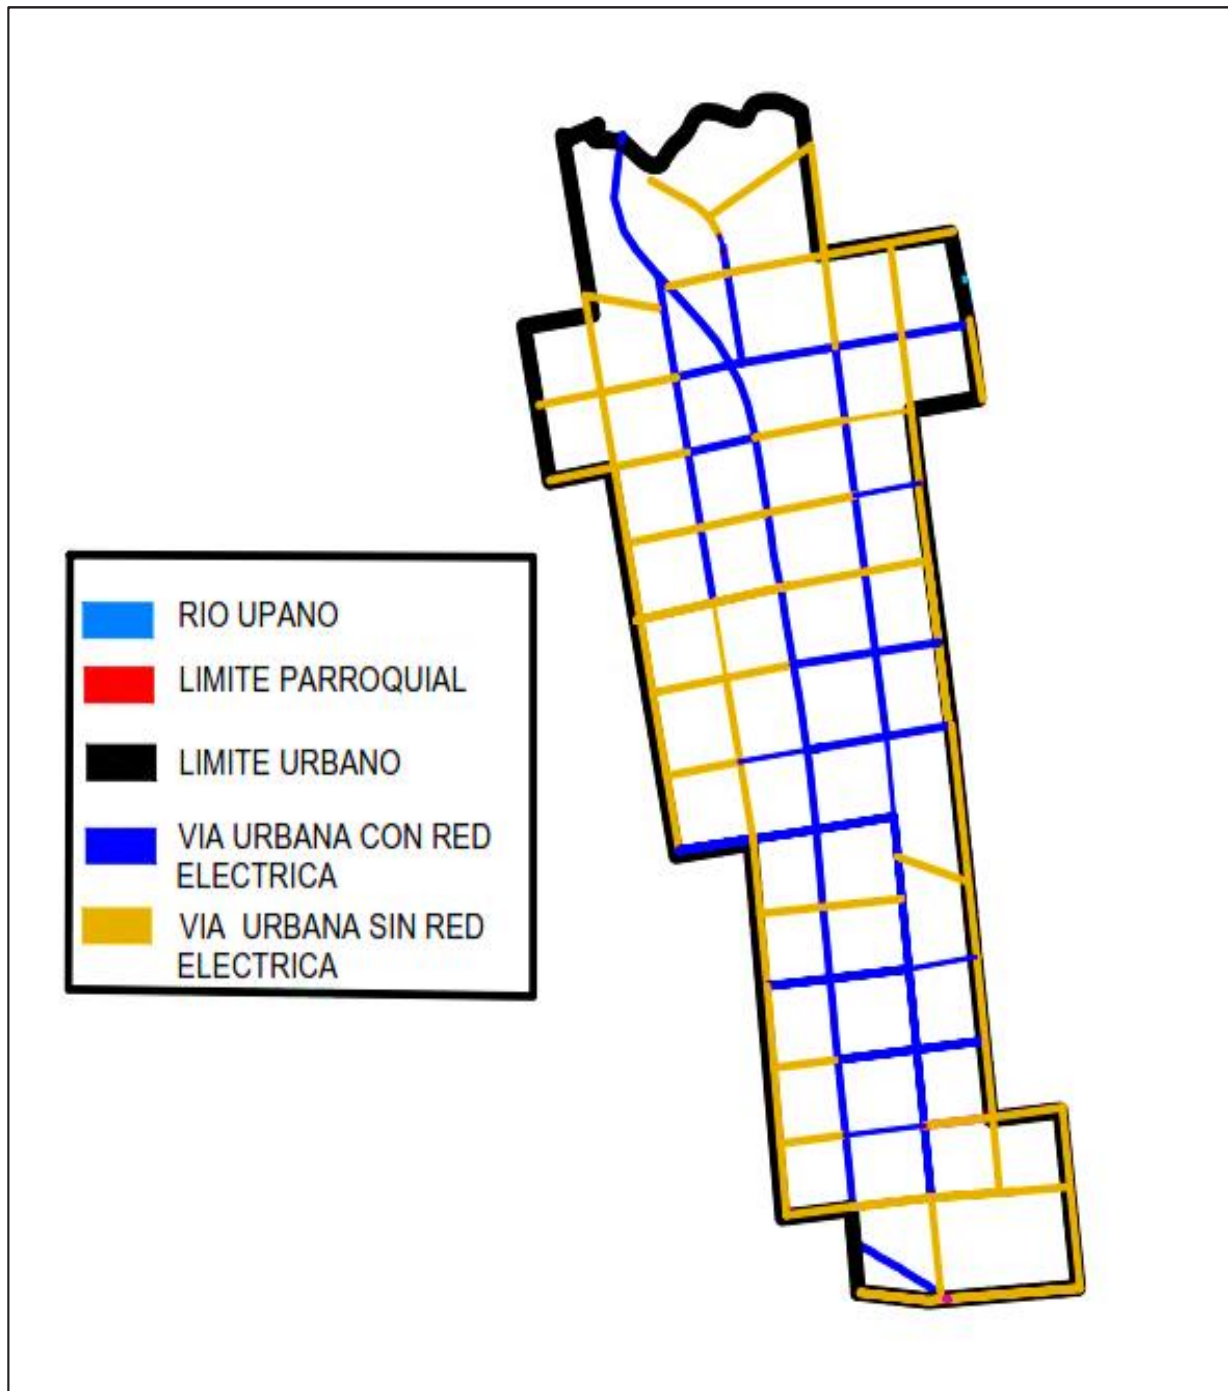 RIO UPANO
LIMITE PARROQUIAL
LIMITE URBANO
VIA URBANA CON RED
ELECTRICA
VIA URBANA SIN RED
ELECTRICA